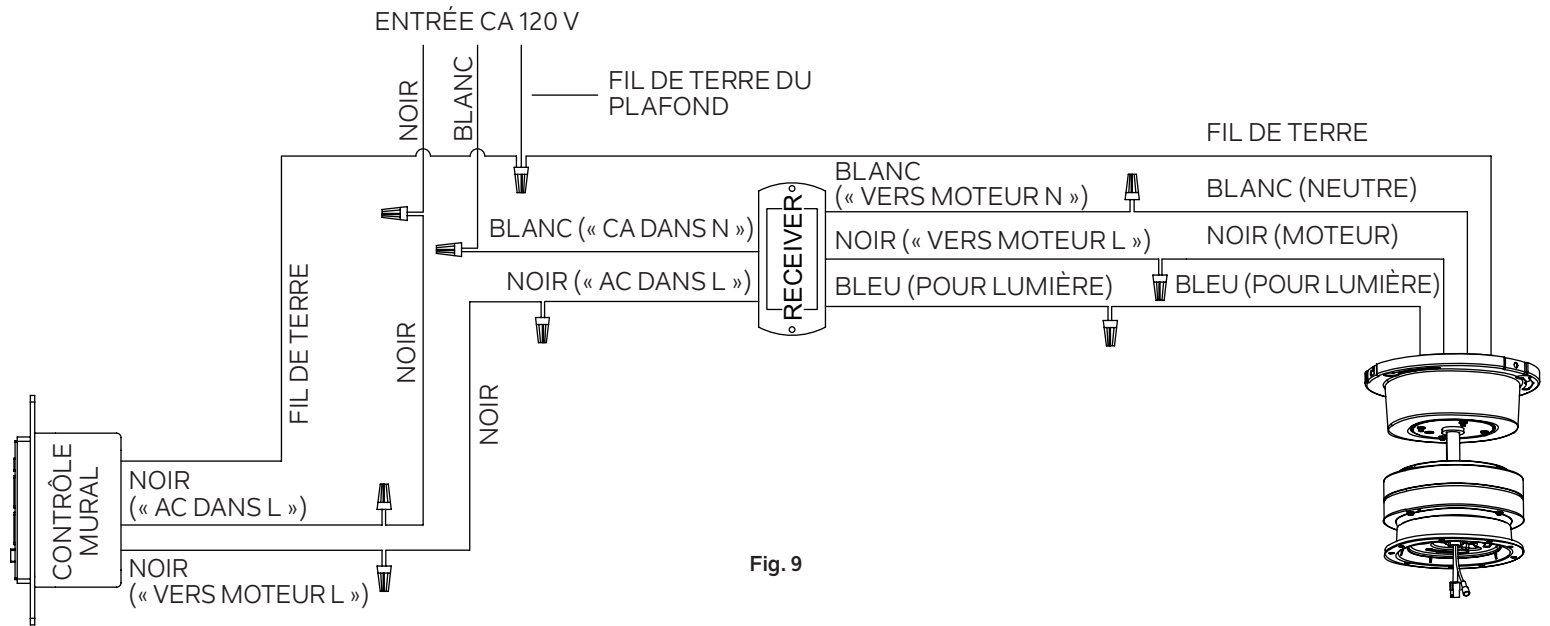 ENTRÉE CA 120 V
NOIR
BLANC
FIL DE TERRE DU
PLAFOND
FIL DE TERRE
BLANC
(« VERS MOTEUR N »)
BLANC (NEUTRE)
BLANC (« CA DANS N »)
RECEIVER
NOIR (« VERS MOTEUR L »)
NOIR (MOTEUR)
NOIR (« AC DANS L »)
BLEU (POUR LUMIÈRE)
BLEU (POUR LUMIÈRE)
FIL DE TERRE
NOIR
NOIR
CONTRÔLE
MURAL
NOIR
(« AC DANS L »)
NOIR
(« VERS MOTEUR L »)
Fig. 9